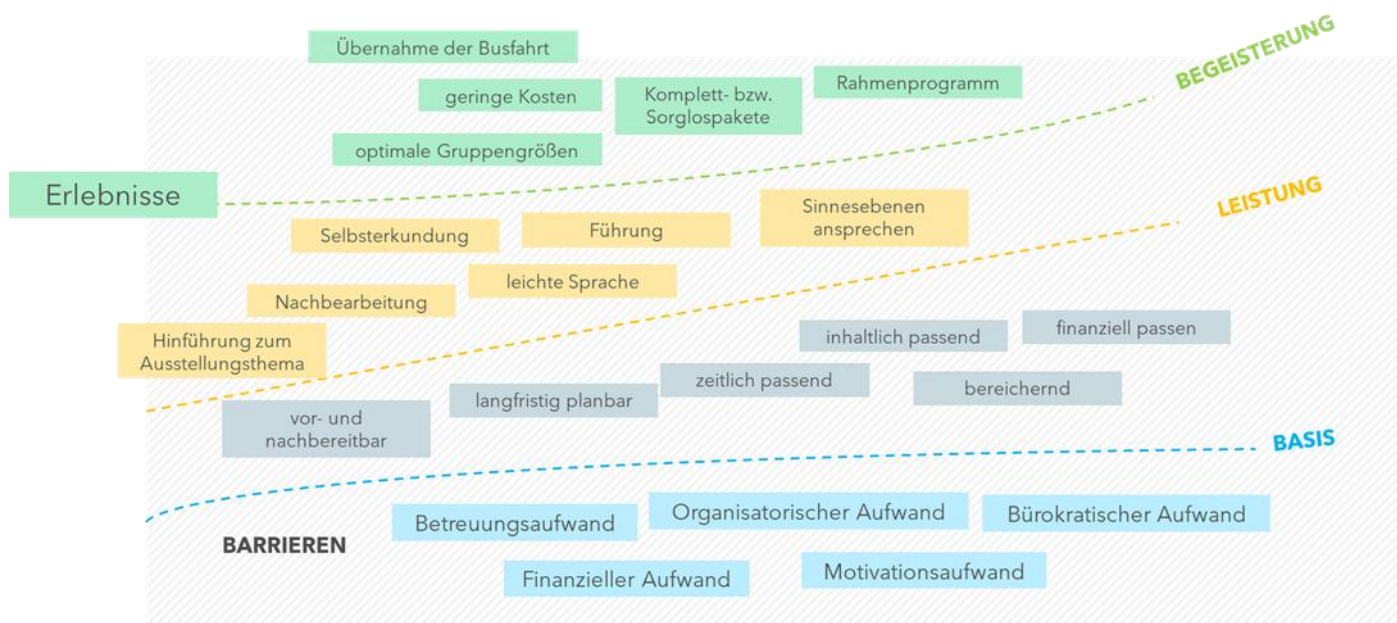 Übernahme der Busfahrt
BEGEISTERUNG
geringe Kosten
Komplett- bzw.
Sorglospakete
Rahmenprogramm
optimale Gruppengrößen
Erlebnisse
LEISTUNG
Selbsterkundung
Führung
Sinnesebenen
ansprechen
leichte Sprache
Nachbearbeitung
Hinführung zum
Ausstellungsthema
inhaltlich passend
finanziell passen
zeitlich passend
bereichernd
langfristig planbar
vor- und
nachbereitbar
BASIS
Betreuungsaufwand
Organisatorischer Aufwand
Bürokratischer Aufwand
BARRIEREN
Finanzieller Aufwand
Motivationsaufwand